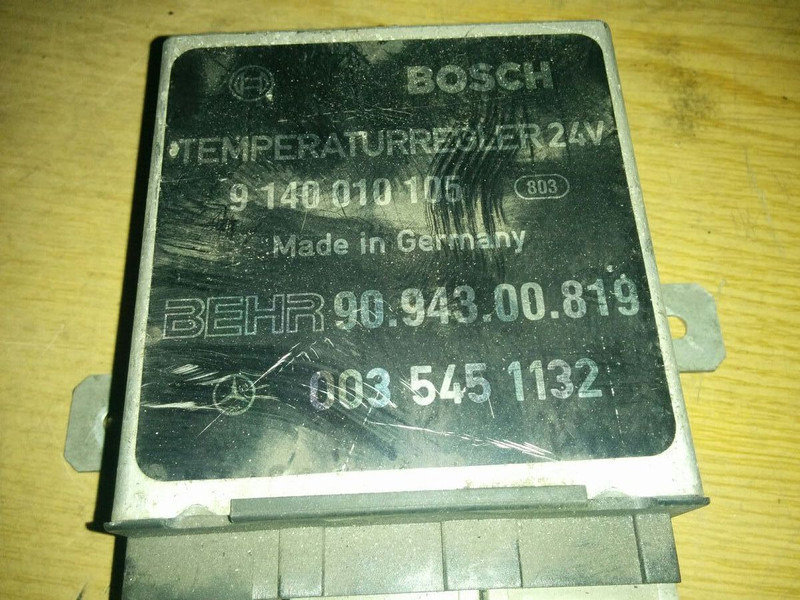 BOSCH
TEMPERATURREGLER 24V
9 140 010 105 803
Made in Germany
BEHR 90.943.00.819
003 545 1132